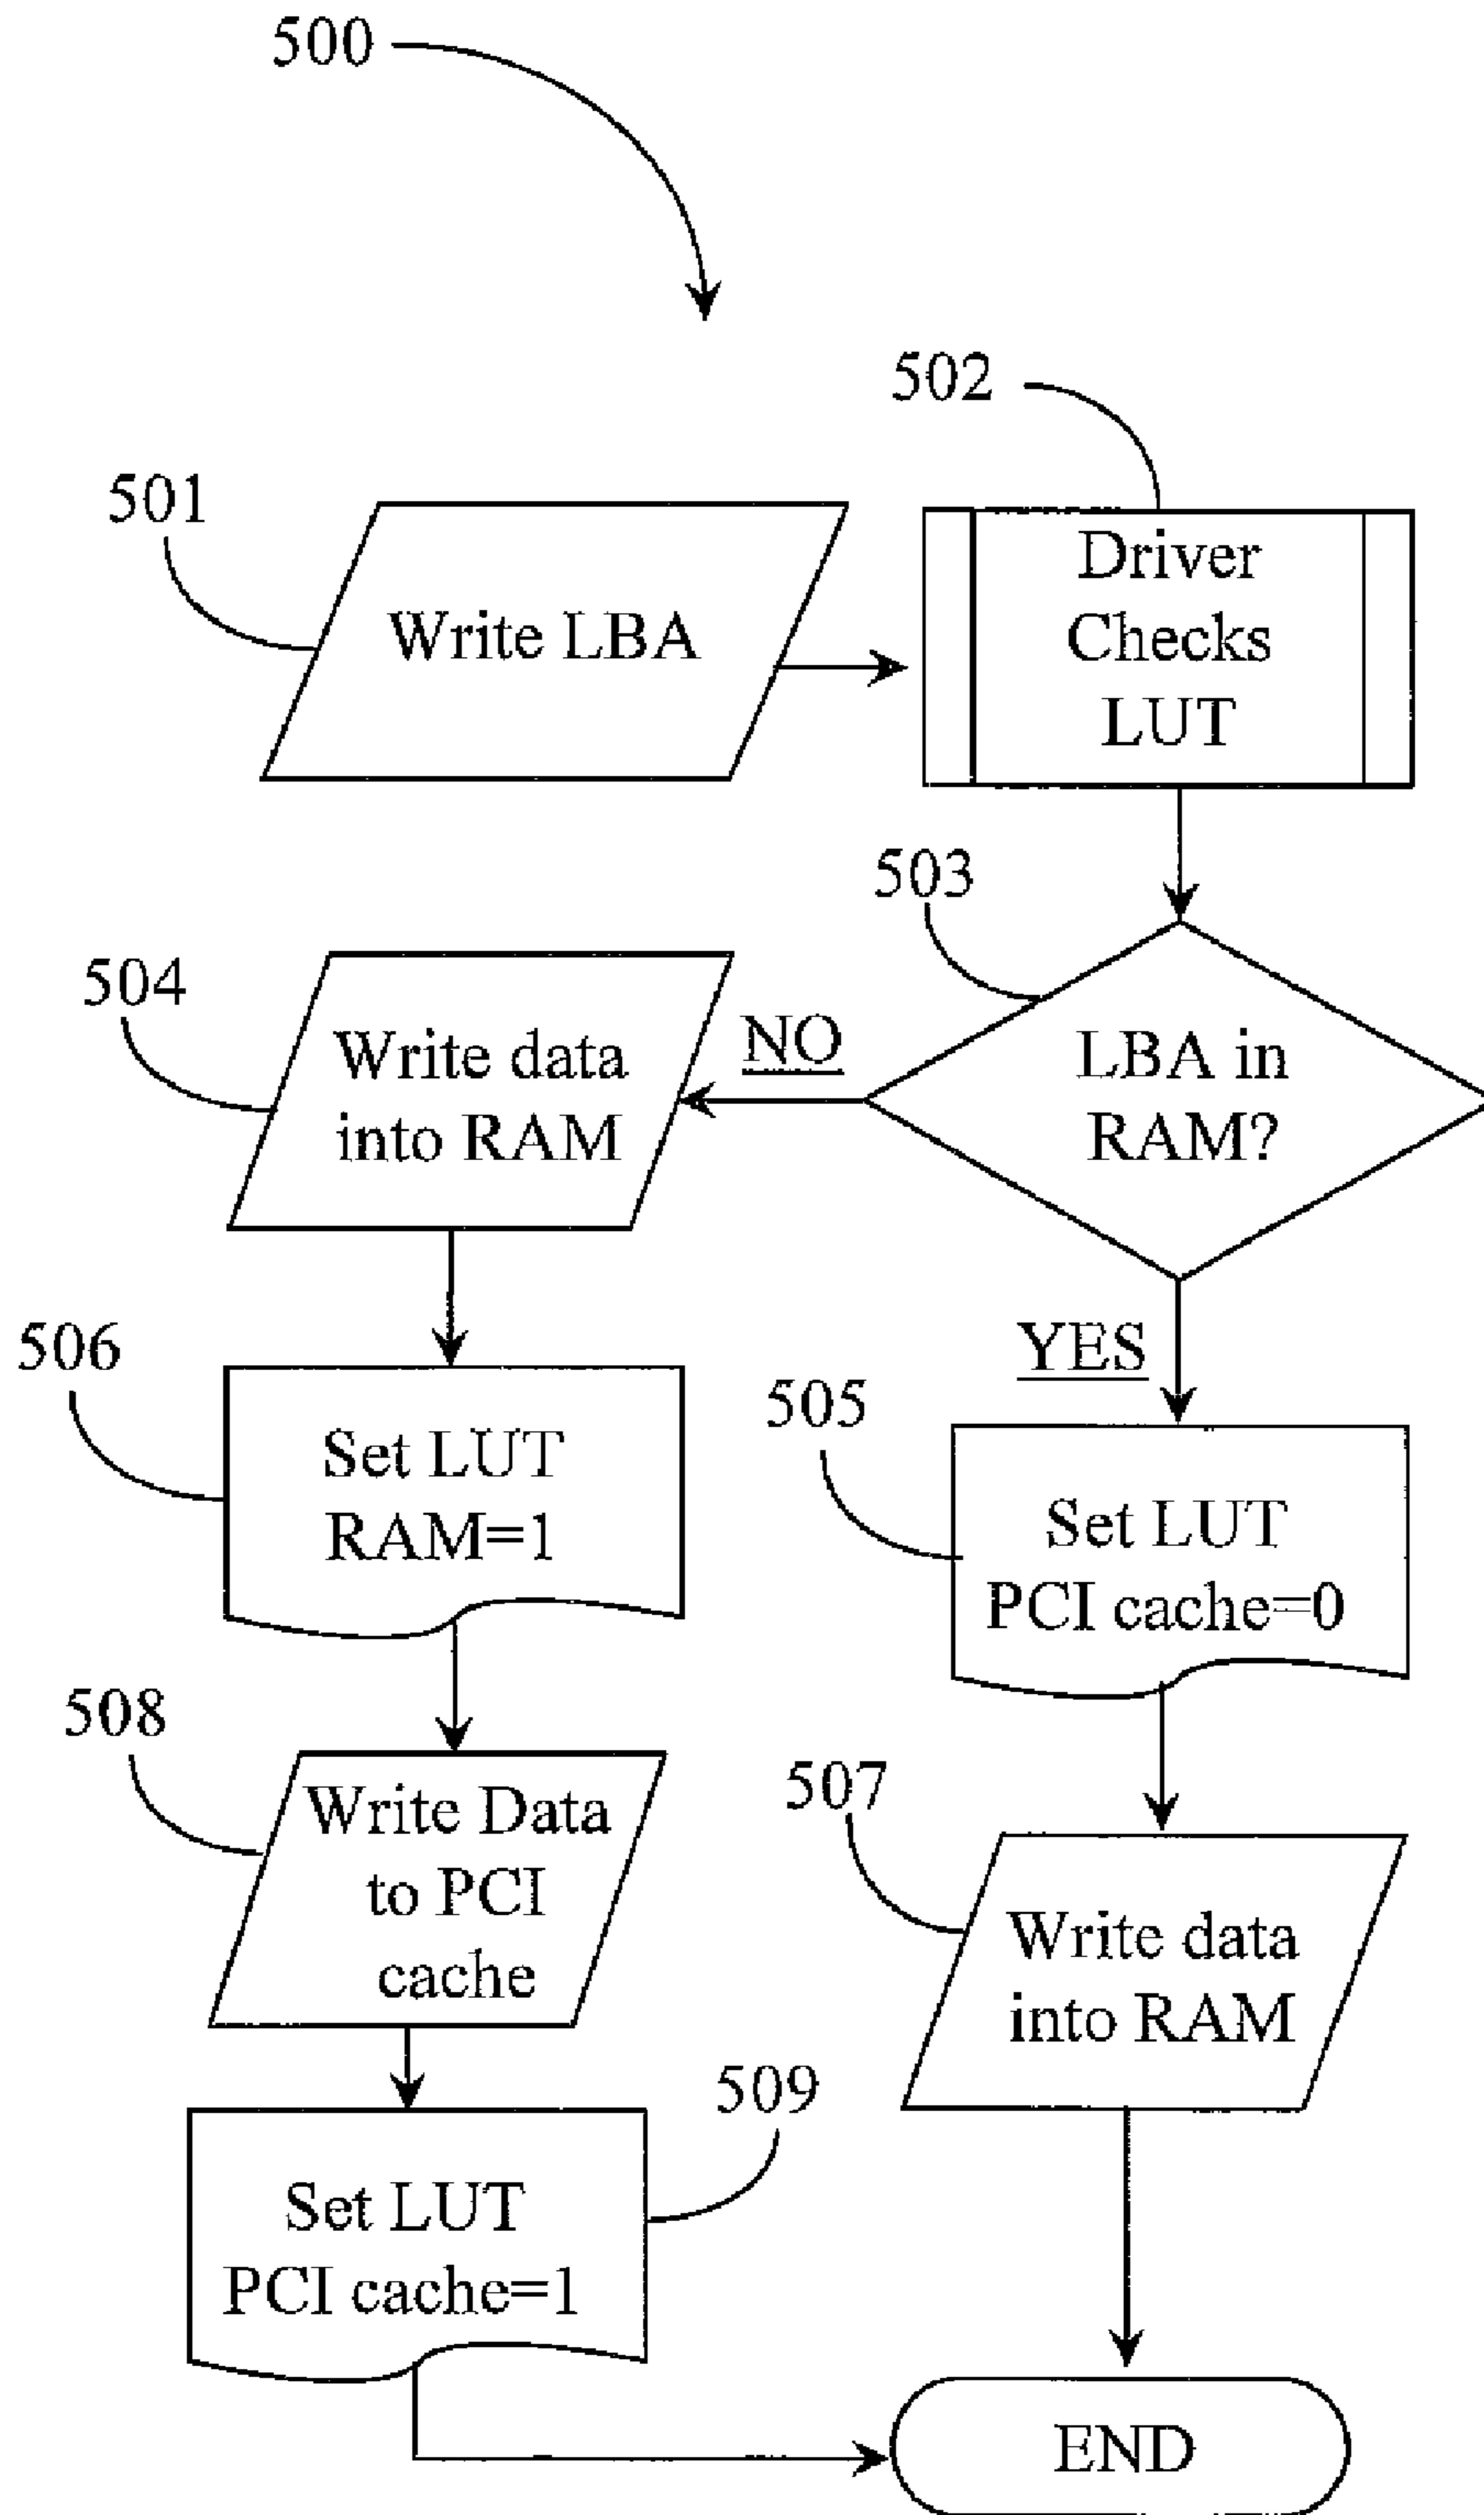 500
502
501
Driver
Checks
LUT
Write LBA
503
504
LBA in
RAM?
NO
Write data
into RAM
506
YES
505
Set LUT
RAM=1
Set LUT
PCI cache=0
508
507
Write Data
to PCI
cache
Write data
into RAM
509
Set LUT
PCI cache=1
END